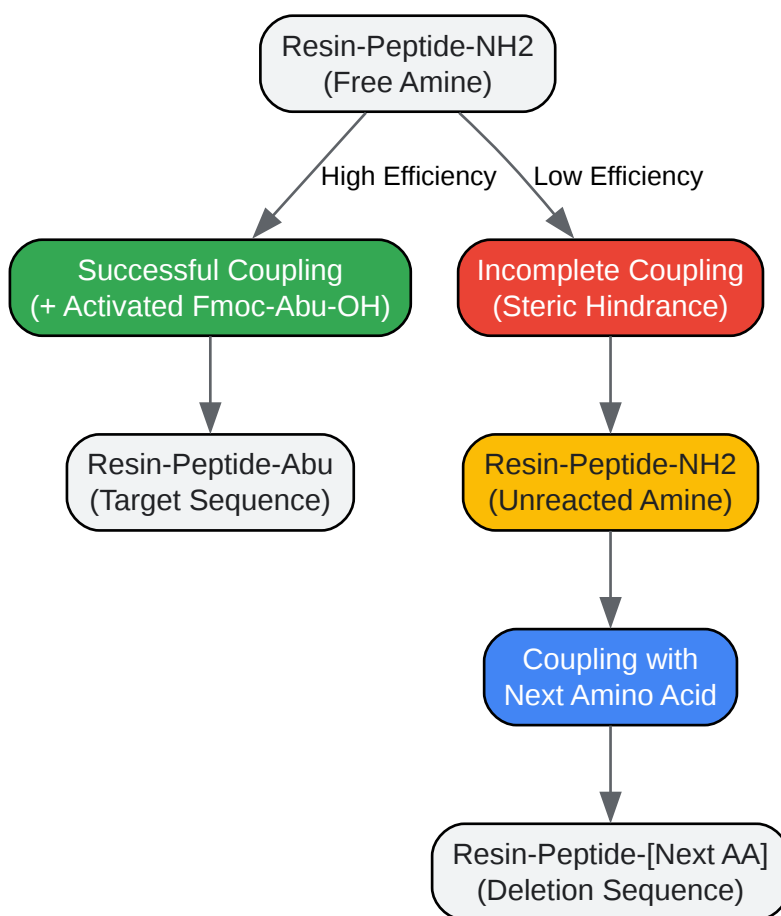 Resin-Peptide-NH2
(Free Amine)
High Efficiency
Low Efficiency
Successful Coupling
(+ Activated Fmoc-Abu-OH)
Incomplete Coupling
(Steric Hindrance)
Resin-Peptide-Abu
(Target Sequence)
Resin-Peptide-NH2
(Unreacted Amine)
Coupling with
Next Amino Acid
Resin-Peptide-[Next AA]
(Deletion Sequence)